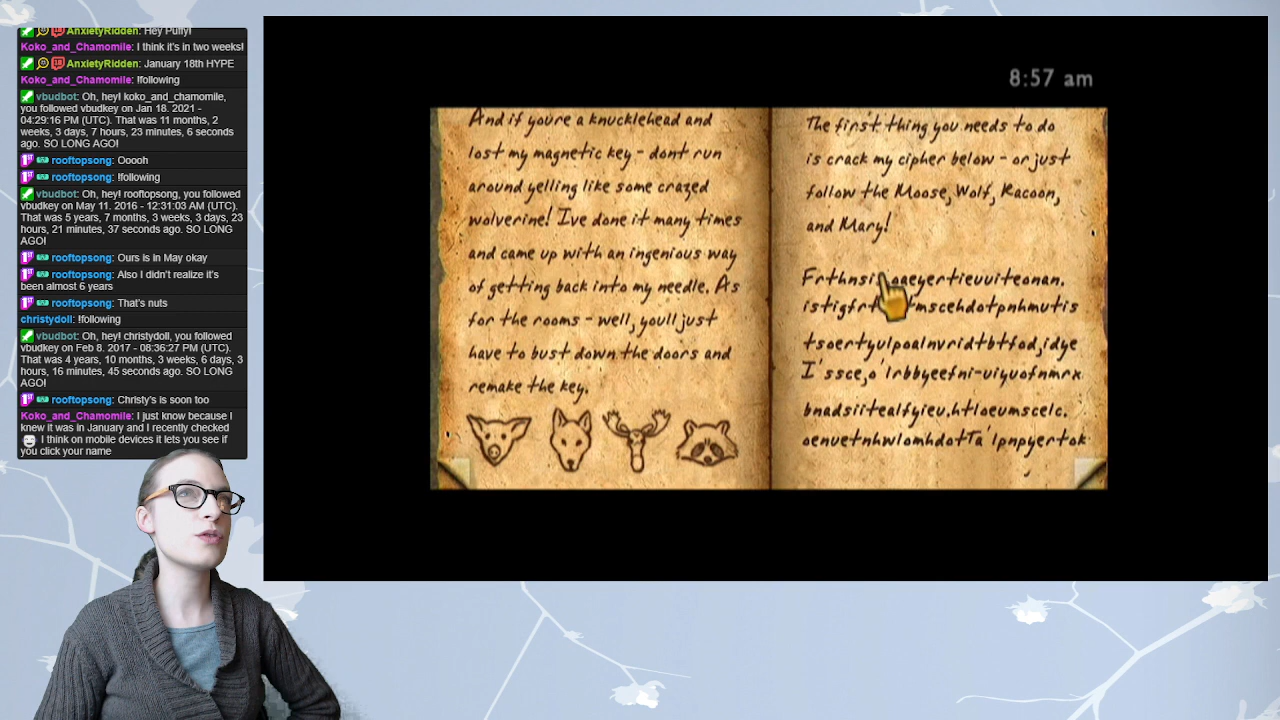 AnxietyRidden: Hey Puffy!
Koko_and_Chamomile: I think it's in two weeks!
AnxietyRidden: January 18th HYPE
Koko_and_Chamomile: !following
vbudbot: Oh, hey! koko_and_chamomile,
you followed vbudkey on Jan 18. 2021 -
04:29:16 PM (UTC). That was 11 months, 2
weeks, 3 days, 7 hours, 23 minutes, 6 seconds
ago. SO LONG AGO!
rooftopsong: Ooooh
rooftopsong: !following
vbudbot: Oh, hey! rooftopsong, you followed
vbudkey on May 11. 2016 - 12:31:03 AM (UTC).
That was 5 years, 7 months, 3 weeks, 3 days, 23
hours, 21 minutes, 37 seconds ago. SO LONG
AGO!
rooftopsong: Ours is in May okay
rooftopsong: Also I didn't realize it's
been almost 6 years
rooftopsong: That's nuts
christydoll: !following
vbudbot: Oh, hey! christydoll, you followed
vbudkey on Feb 8. 2017 - 08:36:27 PM (UTC).
That was 4 years, 10 months, 3 weeks, 6 days, 3
hours, 16 minutes, 45 seconds ago. SO LONG
AGO!
rooftopsong: Christy's is soon too
Koko_and_Chamomile: I just know because I
knew it was in January and I recently checked
I think on mobile devices it lets you see if
you click your name
8:57 am
And if youre a knucklehead and
lost my magnetic key - dont run
around yelling like some crazed
wolverine! Ive done it many times
and came up with an ingenious way
of getting back into my needle. As
for the rooms - well, youll just
have to bust down the doors and
remake the key.
The first thing you needs to do
is crack my cipher below - or just
follow the Moose, Wolf, Racoon,
and Mary!
tsoertyulpoalnvridtbtfod,idye
I'ssce,o'lrbbyeefni-uiyuofnmrx
bnadsiitealfyieu.htloeumscelc.
oenuetnhwlomhdotTa'lpnpyertok